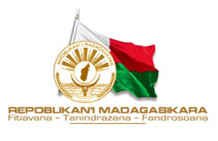 REPOBLIKAN'I MADAGASIKARA
Fitiavana - Tanindrazana - Fandrosoana